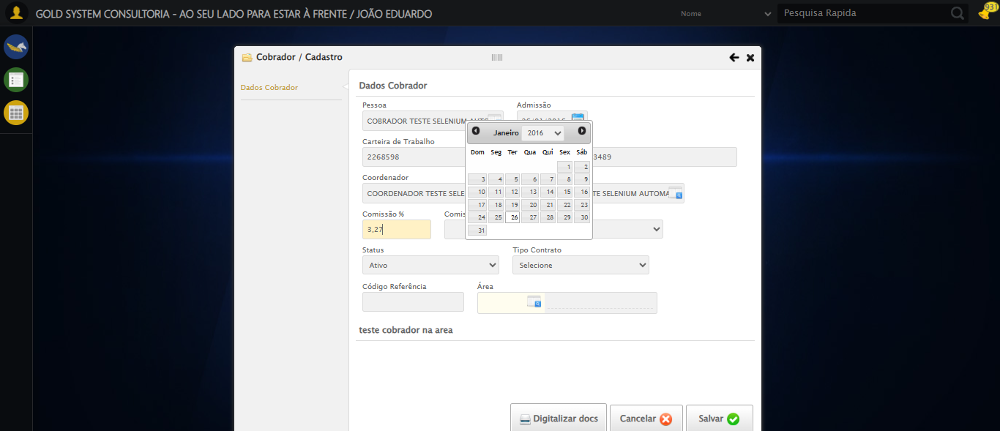 GOLD SYSTEM CONSULTORIA - AO SEU LADO PARA ESTAR À FRENTE / JOÃO EDUARDO
Nome
Pesquisa Rapida
931
Cobrador / Cadastro
Dados Cobrador
Dados Cobrador
Pessoa
Admissão
COBRADOR TESTE SELENIUM
Janeiro 2016
Dom Seg Ter Qua Qui Sex Sáb
1 2
3 4 5 6 7 8 9
10 11 12 13 14 15 16
17 18 19 20 21 22 23
24 25 26 27 28 29 30
31
Carteira de Trabalho
2268598
3489
Coordenador
COORDENADOR TESTE SELE
TE SELENIUM AUTOMA
Comissão %
Comis
3,27
Status
Tipo Contrato
Ativo
Selecione
Código Referência
Área
teste cobrador na area
Digitalizar docs
Cancelar
Salvar